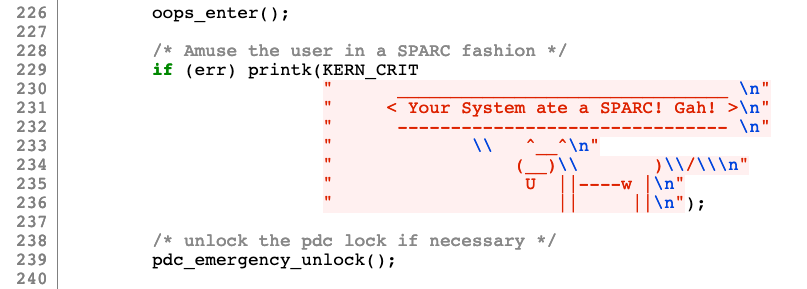 226         oops_enter();
227
228         /* Amuse the user in a SPARC fashion */
229         if (err) printk(KERN_CRIT
230                         "      _______________________________ \n"
231                         "     < Your System ate a SPARC! Gah! >\n"
232                         "      ------------------------------- \n"
233                         "             \\   ^__^\n"
234                         "                 (__)\\       )\\/\\\n"
235                         "                  U  ||----w |\n"
236                         "                     ||     ||\n");
237
238         /* unlock the pdc lock if necessary */
239         pdc_emergency_unlock();
240